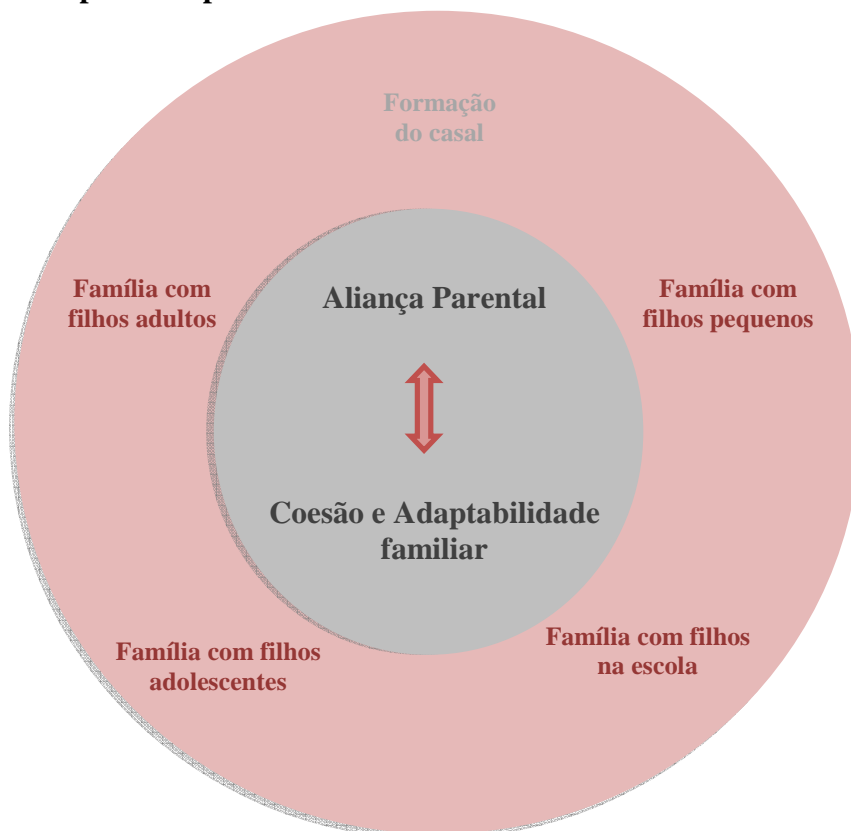 Formação
do casal
Família com
filhos adultos
Aliança Parental
Família com
filhos pequenos
Coesão e Adaptabilidade
familiar
Família com filhos
adolescentes
Família com filhos
na escola